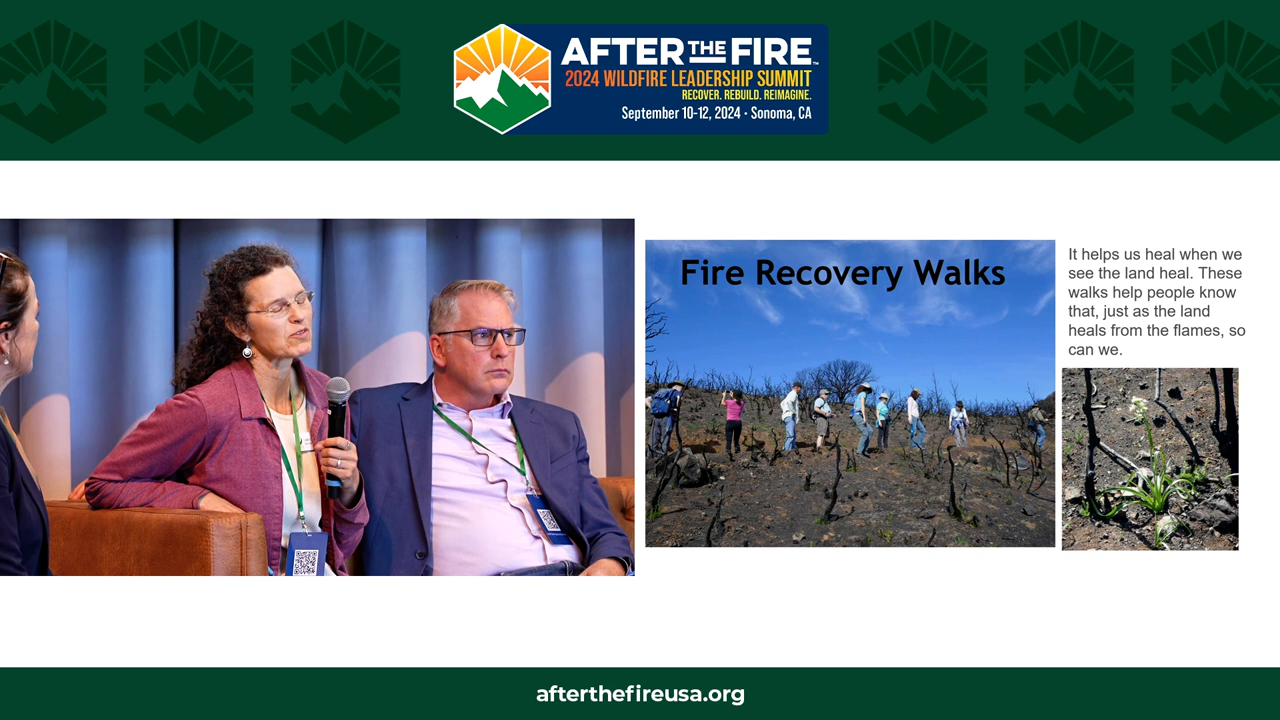 AFTER THE FIRE™
2024 WILDFIRE LEADERSHIP SUMMIT
RECOVER. REBUILD. REIMAGINE.
September 10-12, 2024 • Sonoma, CA
Fire Recovery Walks
It helps us heal when we
see the land heal. These
walks help people know
that, just as the land
heals from the flames, so
can we.
afterthefireusa.org